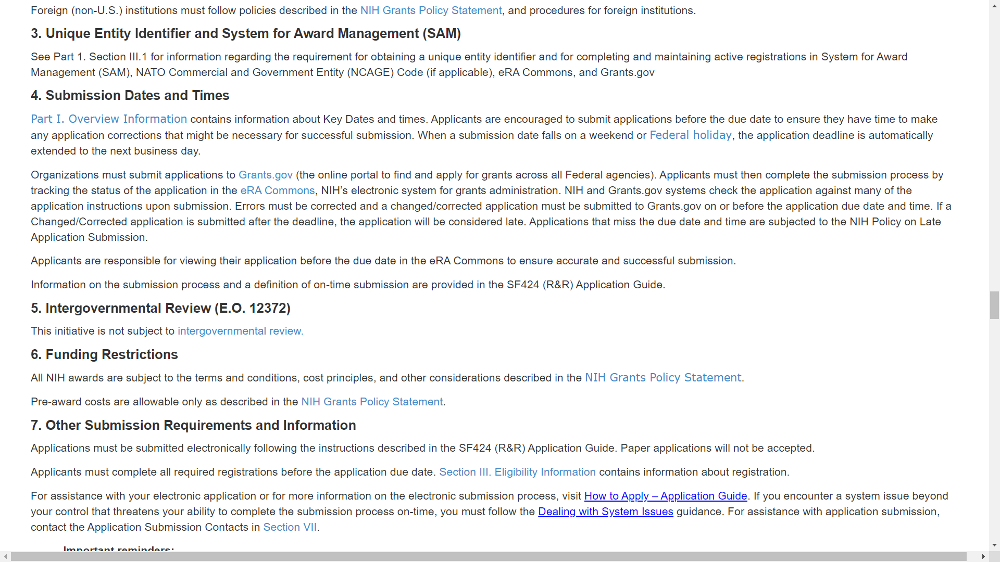 Foreign (non-U.S.) institutions must follow policies described in the NIH Grants Policy Statement, and procedures for foreign institutions.
3. Unique Entity Identifier and System for Award Management (SAM)
See Part 1. Section III.1 for information regarding the requirement for obtaining a unique entity identifier and for completing and maintaining active registrations in System for Award
Management (SAM), NATO Commercial and Government Entity (NCAGE) Code (if applicable), eRA Commons, and Grants.gov
4. Submission Dates and Times
Part I. Overview Information contains information about Key Dates and times. Applicants are encouraged to submit applications before the due date to ensure they have time to make
any application corrections that might be necessary for successful submission. When a submission date falls on a weekend or Federal holiday, the application deadline is automatically
extended to the next business day.
Organizations must submit applications to Grants.gov (the online portal to find and apply for grants across all Federal agencies). Applicants must then complete the submission process by
tracking the status of the application in the eRA Commons, NIH’s electronic system for grants administration. NIH and Grants.gov systems check the application against many of the
application instructions upon submission. Errors must be corrected and a changed/corrected application must be submitted to Grants.gov on or before the application due date and time. If a
Changed/Corrected application is submitted after the deadline, the application will be considered late. Applications that miss the due date and time are subjected to the NIH Policy on Late
Application Submission.
Applicants are responsible for viewing their application before the due date in the eRA Commons to ensure accurate and successful submission.
Information on the submission process and a definition of on-time submission are provided in the SF424 (R&R) Application Guide.
5. Intergovernmental Review (E.O. 12372)
This initiative is not subject to intergovernmental review.
6. Funding Restrictions
All NIH awards are subject to the terms and conditions, cost principles, and other considerations described in the NIH Grants Policy Statement.
Pre-award costs are allowable only as described in the NIH Grants Policy Statement.
7. Other Submission Requirements and Information
Applications must be submitted electronically following the instructions described in the SF424 (R&R) Application Guide. Paper applications will not be accepted.
Applicants must complete all required registrations before the application due date. Section III. Eligibility Information contains information about registration.
For assistance with your electronic application or for more information on the electronic submission process, visit How to Apply – Application Guide. If you encounter a system issue beyond
your control that threatens your ability to complete the submission process on-time, you must follow the Dealing with System Issues guidance. For assistance with application submission,
contact the Application Submission Contacts in Section VII.
Important reminders: